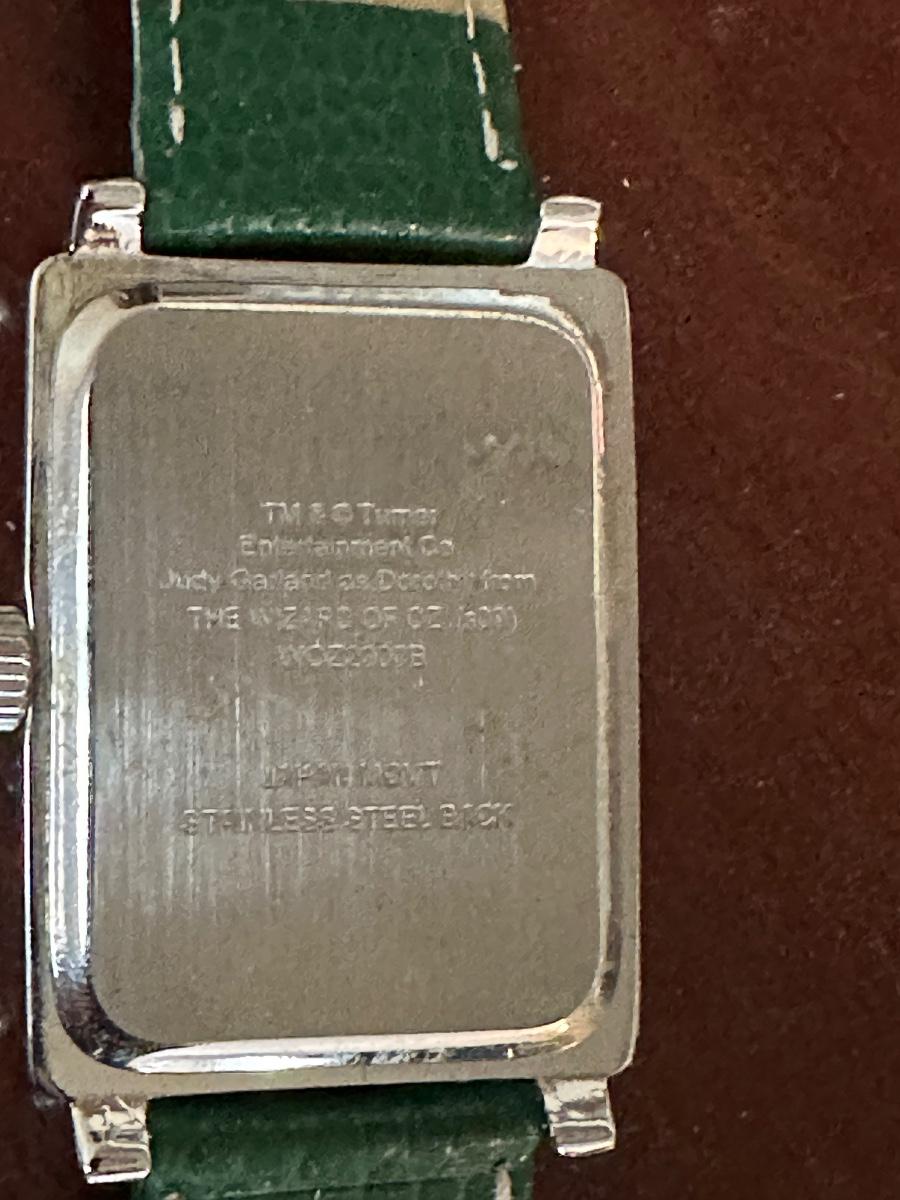 TM & © Turner
Entertainment Co
Judy Garland as Dorothy from
THE WIZARD OF OZ
JAPAN MOVT
STAINLESS STEEL BACK